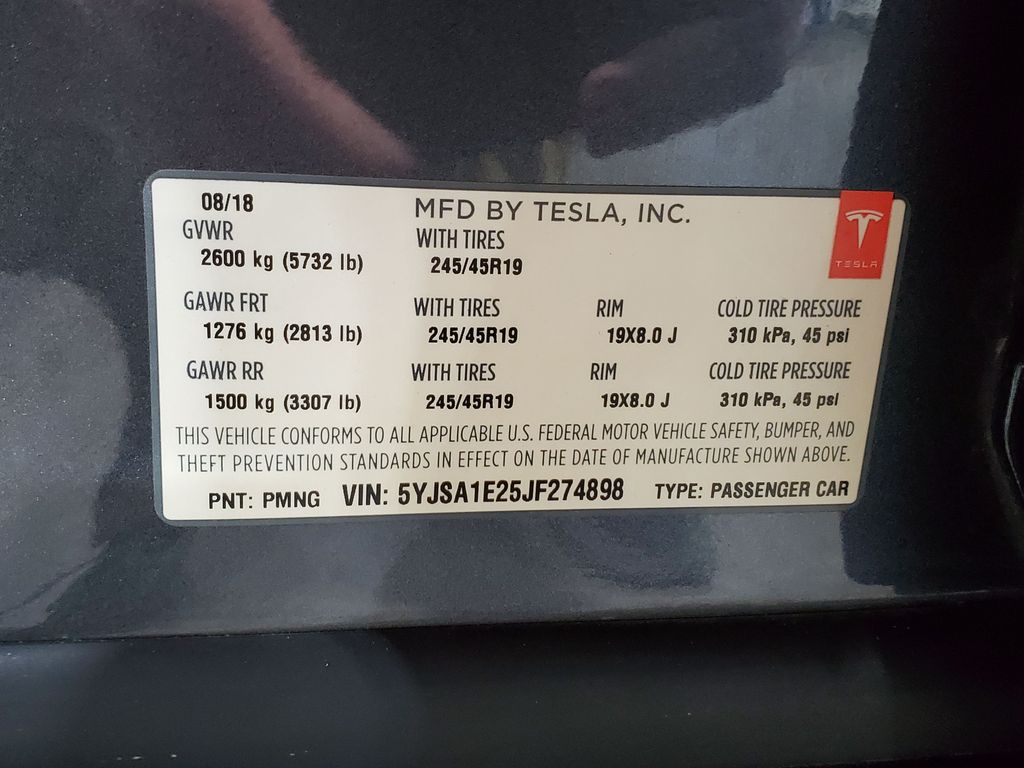 08/18 MFD BY TESLA, INC.
GVWR WITH TIRES
2600 kg (5732 lb) 245/45R19
TESLA
GAWR FRT WITH TIRES RIM COLD TIRE PRESSURE
1276 kg (2813 lb) 245/45R19 19X8.0 J 310 kPa, 45 psi
GAWR RR WITH TIRES RIM COLD TIRE PRESSURE
1500 kg (3307 lb) 245/45R19 19X8.0 J 310 kPa, 45 psi
THIS VEHICLE CONFORMS TO ALL APPLICABLE U.S. FEDERAL MOTOR VEHICLE SAFETY, BUMPER, AND
THEFT PREVENTION STANDARDS IN EFFECT ON THE DATE OF MANUFACTURE SHOWN ABOVE.
PNT: PMNG VIN: 5YJSA1E25JF274898 TYPE: PASSENGER CAR